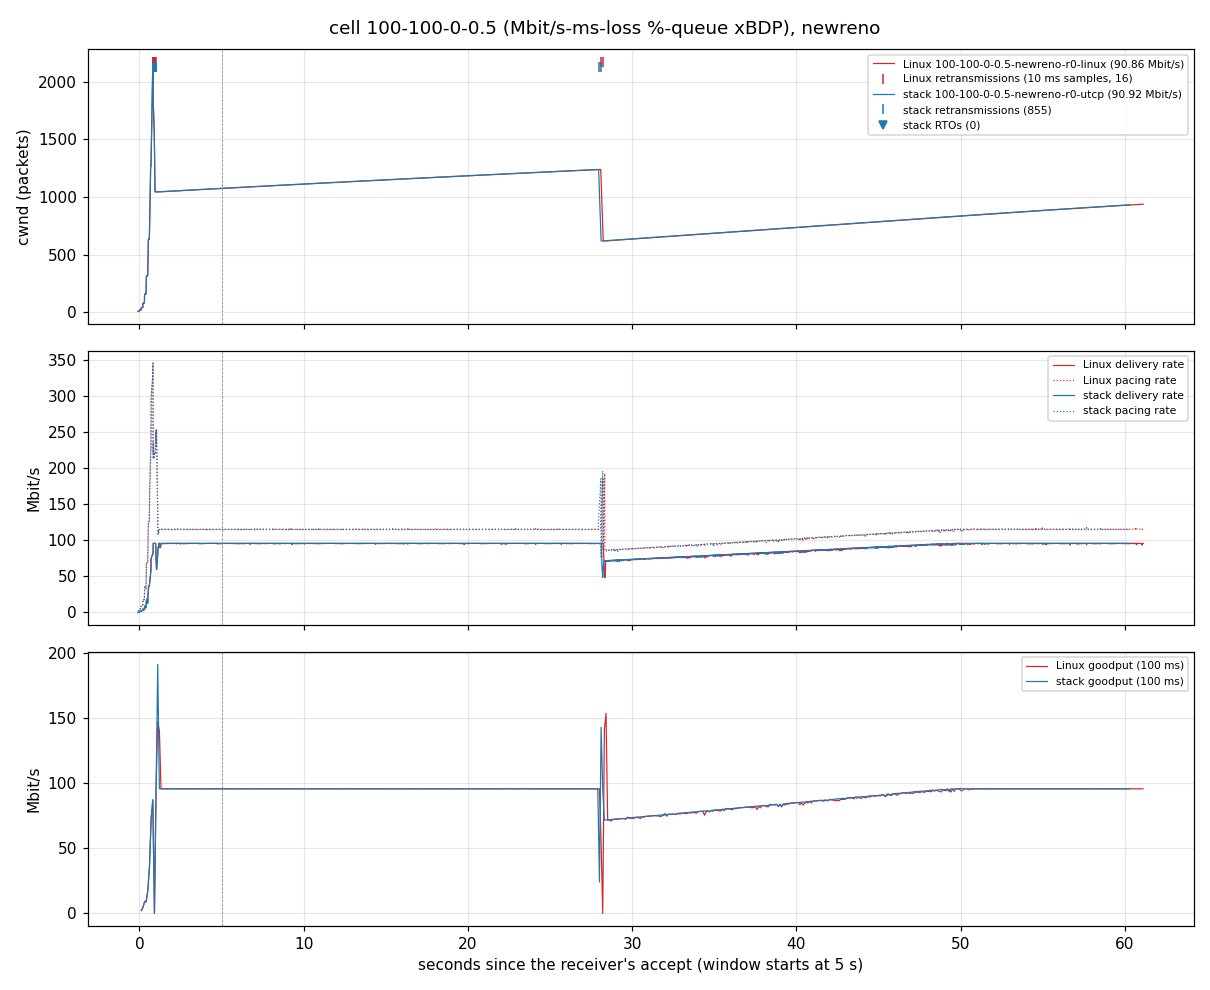 cell 100-100-0-0.5 (Mbit/s-ms-loss %-queue xBDP), newreno
cwnd (packets)
2000
1500
1000
500
0
Linux 100-100-0-0.5-newreno-r0-linux (90.86 Mbit/s)
Linux retransmissions (10 ms samples, 16)
stack 100-100-0-0.5-newreno-r0-utcp (90.92 Mbit/s)
stack retransmissions (855)
stack RTOs (0)
Mbit/s
350
300
250
200
150
100
50
0
Linux delivery rate
Linux pacing rate
stack delivery rate
stack pacing rate
Mbit/s
200
150
100
50
0
Linux goodput (100 ms)
stack goodput (100 ms)
0 10 20 30 40 50 60
seconds since the receiver's accept (window starts at 5 s)